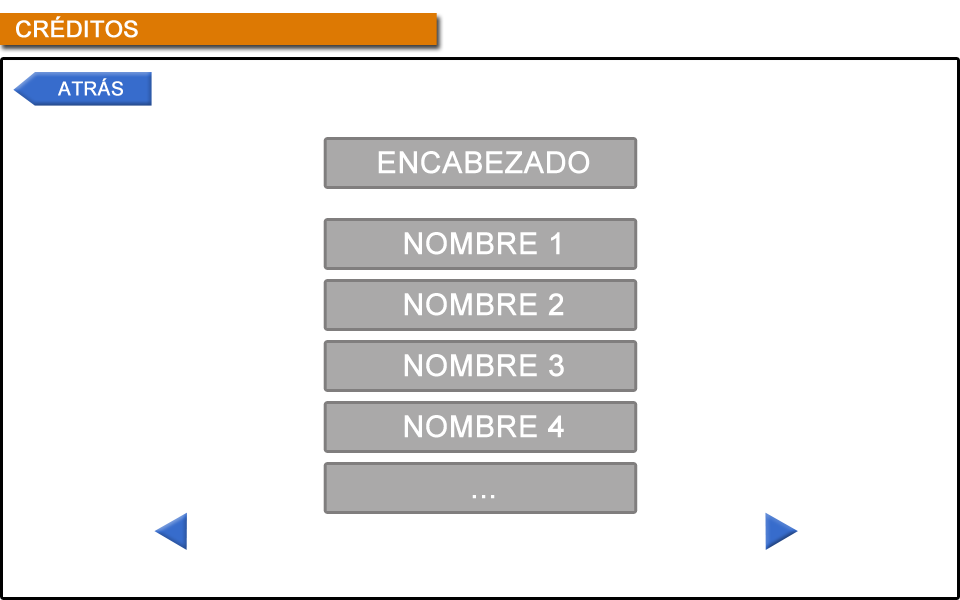 CRÉDITOS
ATRÁS
ENCABEZADO
NOMBRE 1
NOMBRE 2
NOMBRE 3
NOMBRE 4
...